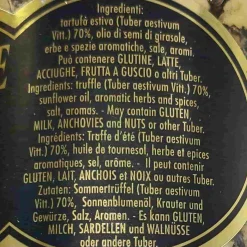 Ingredienti:
tartufo estivo (Tuber aestivum
Vitt.) 70%, olio di semi di girasole,
erbe e spezie aromatiche, sale, aromi.
Può contenere GLUTINE, LATTE,
ACCIUGHE, FRUTTA A GUSCIO o altri Tuber.
Ingredients: truffle (Tuber aestivum Vitt.) 70%,
sunflower oil, aromatic herbs and spices,
salt, aromas. - May contain GLUTEN,
MILK, ANCHOVIES and NUTS or other Tuber.
Ingrédients: Treffe d'été (Tuber aestivum
Vitt.) 70%, huile de tournesol, herbe et epices
aromatiques, sel, arôme. - Il peut contenir
GLUTEN, LAIT, ANCHOIS et NOIX ou autres Tuber.
Zutaten: Sommertrüffel (Tuber aestivum
Vitt.) 70%, Sonnenblumenöl, Krauter und
Gewürze, Salz, Aromen. - Es kann GLUTEN,
MILCH, SARDELLEN und WALNÜSSE
oder andere Tuber